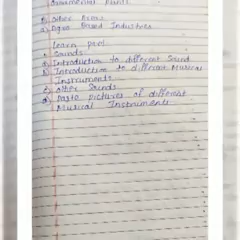 Ornamental Plants
b) Other Areas
c) Agro Based Industries
Learn Pool
Sounds
a) Introduction to different Sound
b) Introduction to different Musical
Instruments
c) Other Sounds
d) Paste pictures of different
Musical Instruments